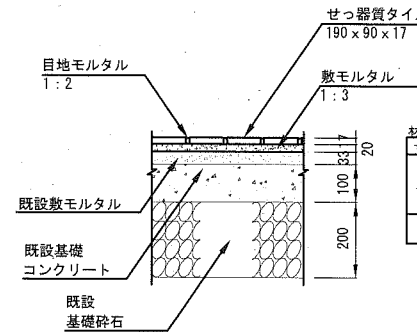 せっ器質タイ
190×90×17
目地モルタル
1:2
敷モルタル
1:3
17
20
33
100
200
既設敷モルタル
既設基礎
コンクリート
既設
基礎砕石